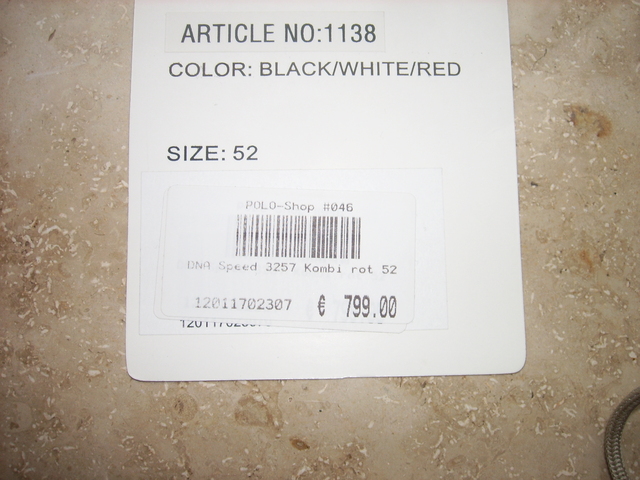 ARTICLE NO:1138
COLOR: BLACK/WHITE/RED
SIZE: 52
POLO-Shop #046
DNA Speed 3257 Kombi rot 52
12011702307 € 799.00